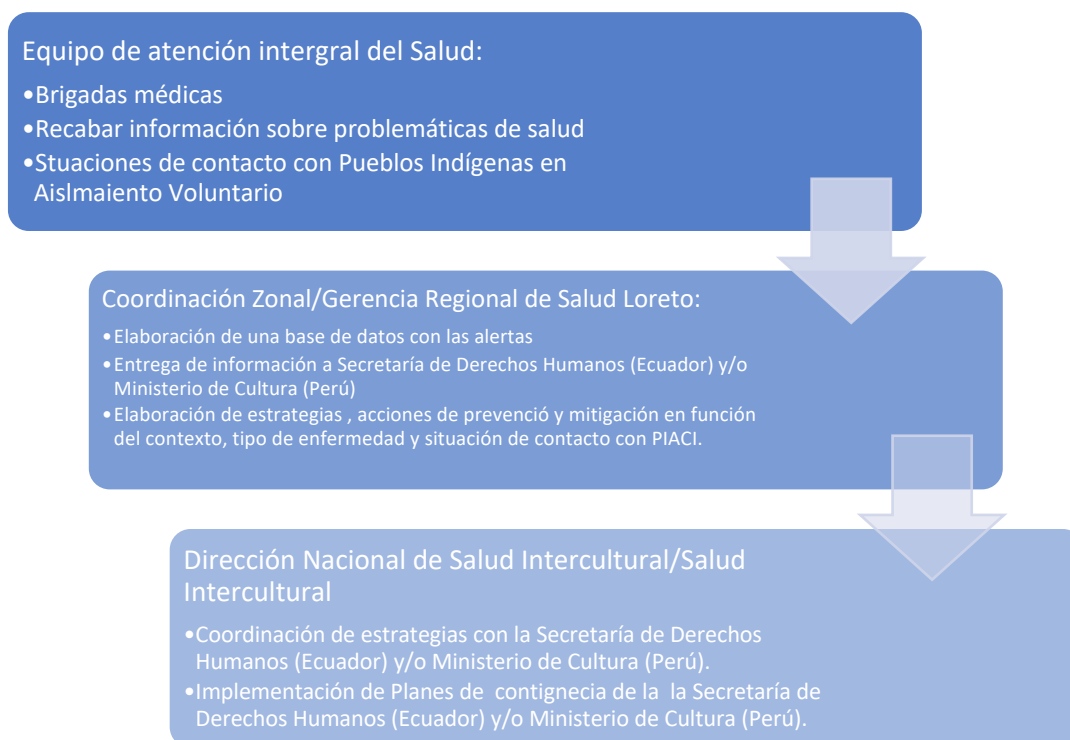 Equipo de atención intergral del Salud:
•Brigadas médicas
•Recabar información sobre problemáticas de salud
•Stuaciones de contacto con Pueblos Indígenas en
Aislmaiento Voluntario
Coordinación Zonal/Gerencia Regional de Salud Loreto:
•Elaboración de una base de datos con las alertas
•Entrega de información a Secretaría de Derechos Humanos (Ecuador) y/o
Ministerio de Cultura (Perú)
•Elaboración de estrategias , acciones de prevenció y mitigación en función
del contexto, tipo de enfermedad y situación de contacto con PIACI.
Dirección Nacional de Salud Intercultural/Salud
Intercultural
•Coordinación de estrategias con la Secretaría de Derechos
Humanos (Ecuador) y/o Ministerio de Cultura (Perú).
•Implementación de Planes de  contignecia de la  la Secretaría de
Derechos Humanos (Ecuador) y/o Ministerio de Cultura (Perú).